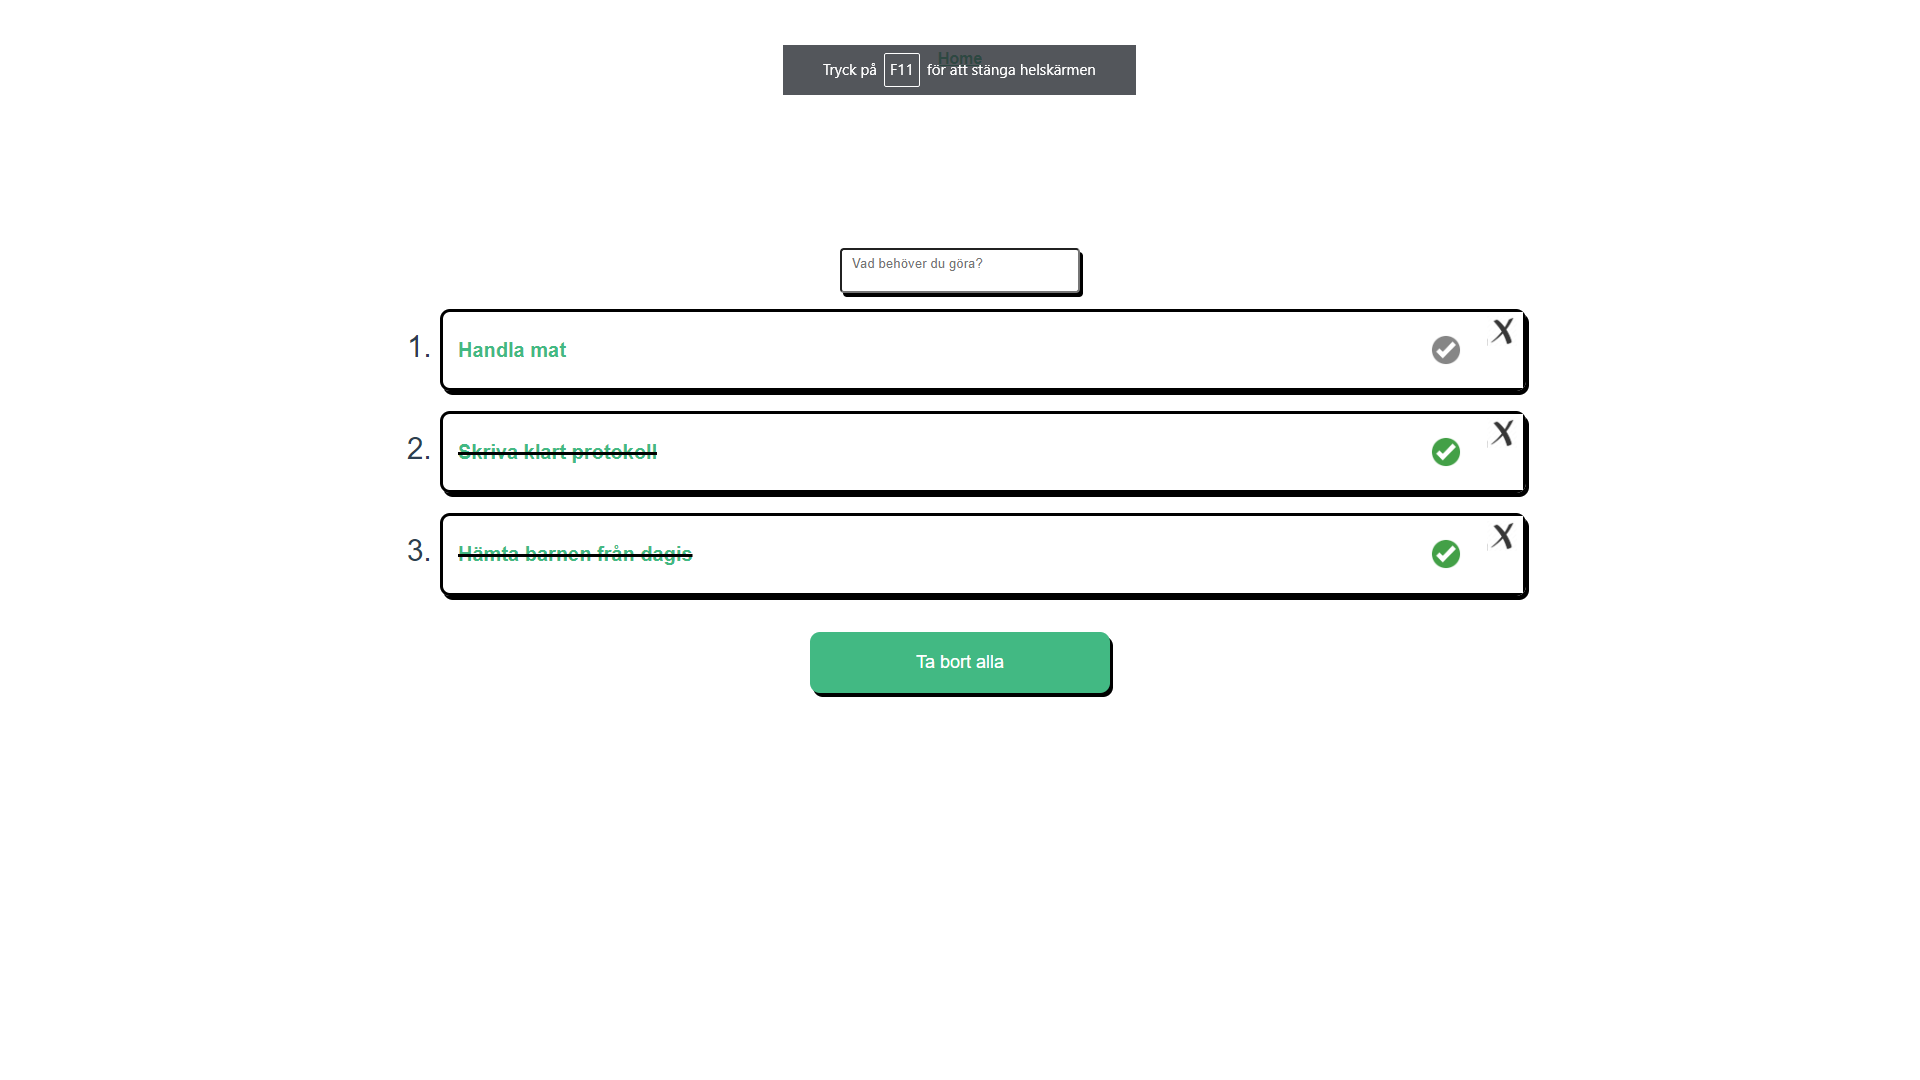 Home
Tryck på F11 för att stänga helskärmen
Vad behöver du göra?
1. Handla mat
2. Skriva klart protokoll
3. Hämta barnen från dagis
Ta bort alla